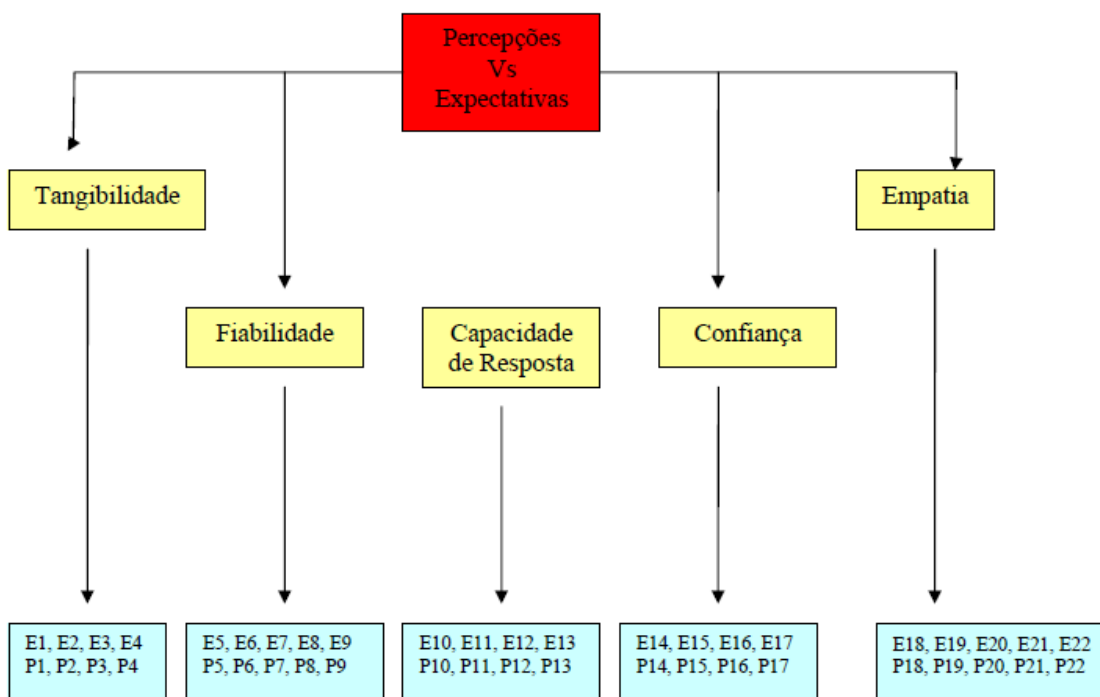 Percepções
Vs
Expectativas
Tangibilidade
Empatia
Fiabilidade
Capacidade
de Resposta
Confiança
E1, E2, E3, E4
P1, P2, P3, P4
E5, E6, E7, E8, E9
P5, P6, P7, P8, P9
E10, E11, E12, E13
P10, P11, P12, P13
E14, E15, E16, E17
P14, P15, P16, P17
E18, E19, E20, E21, E22
P18, P19, P20, P21, P22